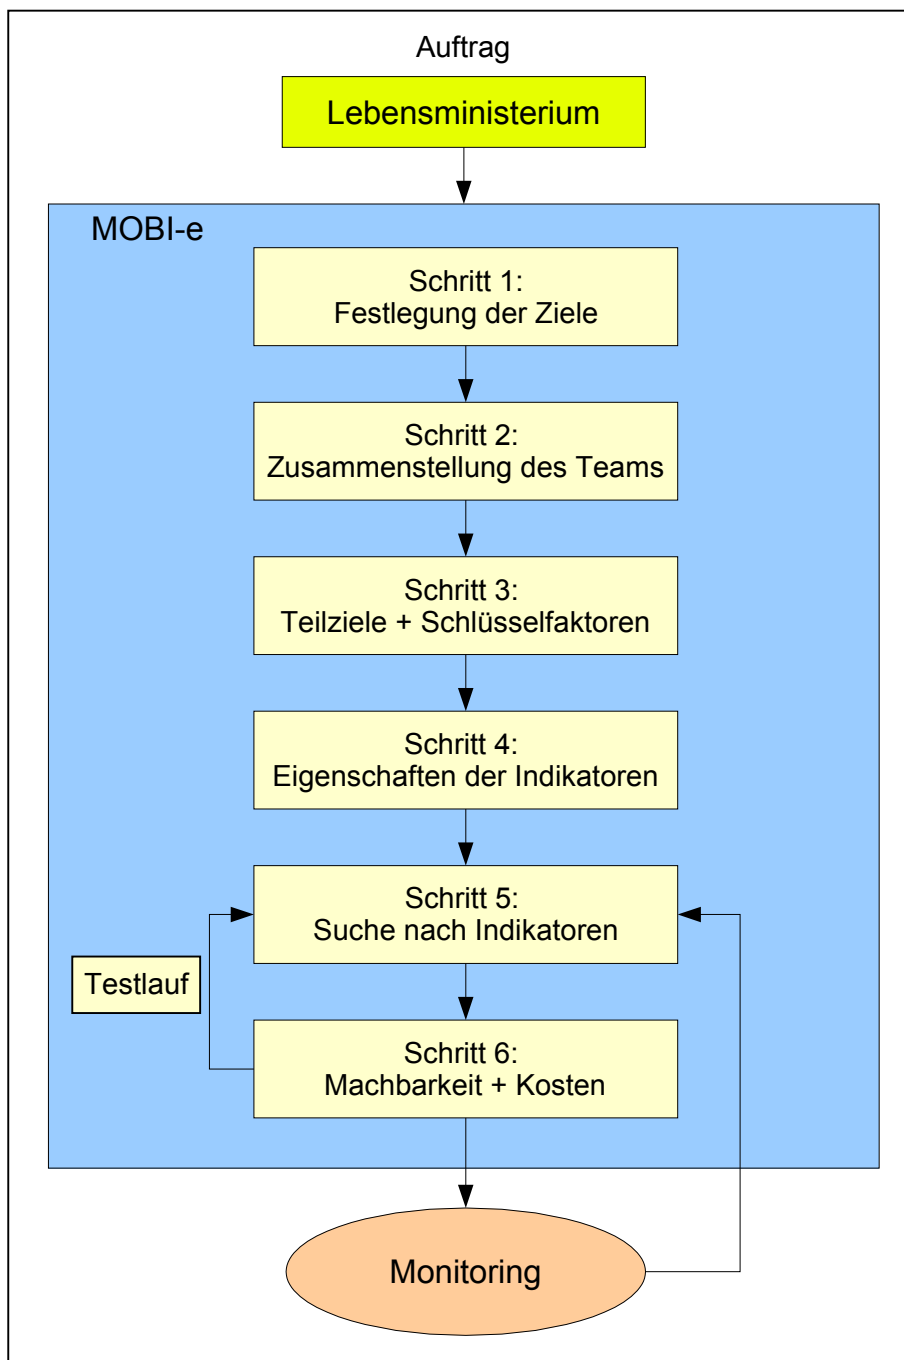 Auftrag
Lebensministerium
MOBI-e
Schritt 1:
Festlegung der Ziele
Schritt 2:
Zusammenstellung des Teams
Schritt 3:
Teilziele + Schlüsselfaktoren
Schritt 4:
Eigenschaften der Indikatoren
Schritt 5:
Suche nach Indikatoren
Testlauf
Schritt 6:
Machbarkeit + Kosten
Monitoring